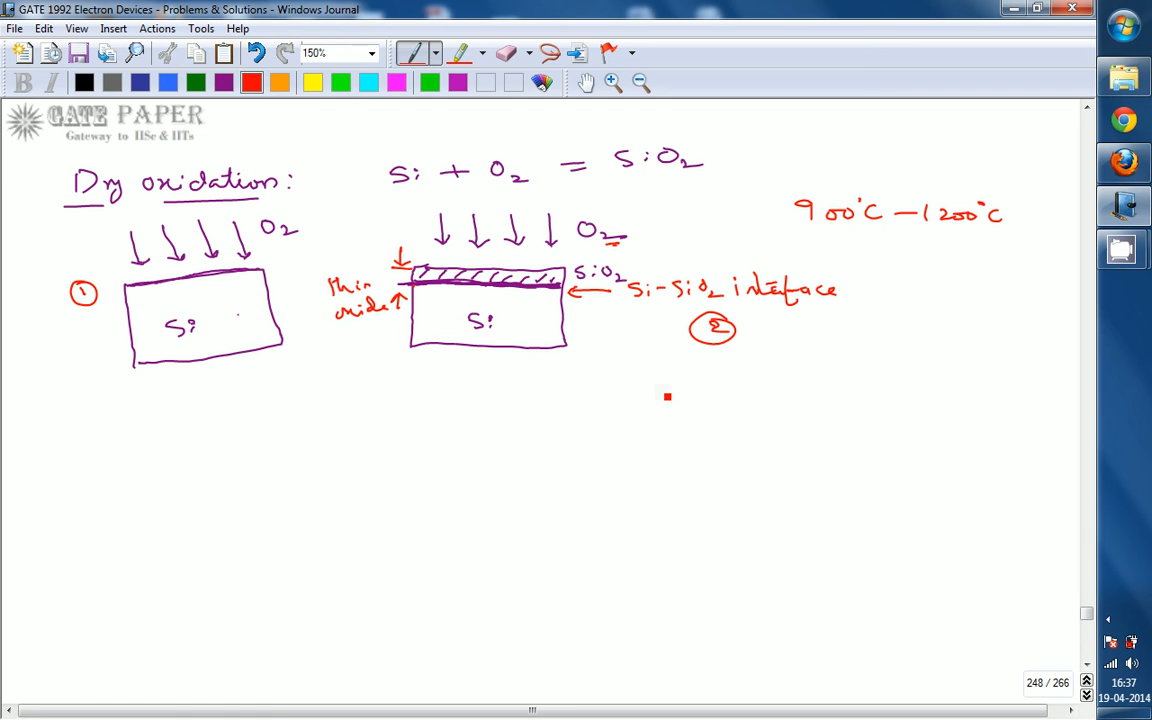 GATE 1992 Electron Devices - Problems & Solutions - Windows Journal
File Edit View Insert Actions Tools Help
150%
B I
GATE PAPER
Gateway to IISc & IITs
Dry oxidation:
Si + O2 = SiO2
900°C - 1200°C
O2
O2
SiO2
thin
oxide
Si-SiO2 interface
1
Si
Si
2
248 / 266
16:37
19-04-2014